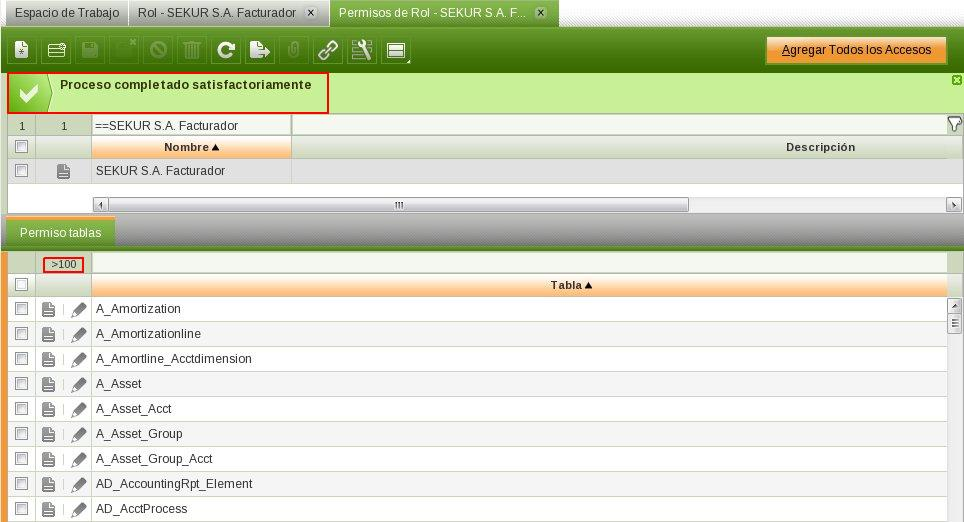 Espacio de Trabajo Rol - SEKUR S.A. Facturador x Permisos de Rol - SEKUR S.A. F... x
Agregar Todos los Accesos
Proceso completado satisfactoriamente
1 1 ==SEKUR S.A. Facturador
Nombre Descripción
SEKUR S.A. Facturador
Permiso tablas
>100
Tabla
A_Amortization
A_Amortizationline
A_Amortline_Acctdimension
A_Asset
A_Asset_Acct
A_Asset_Group
A_Asset_Group_Acct
AD_AccountingRpt_Element
AD_AcctProcess